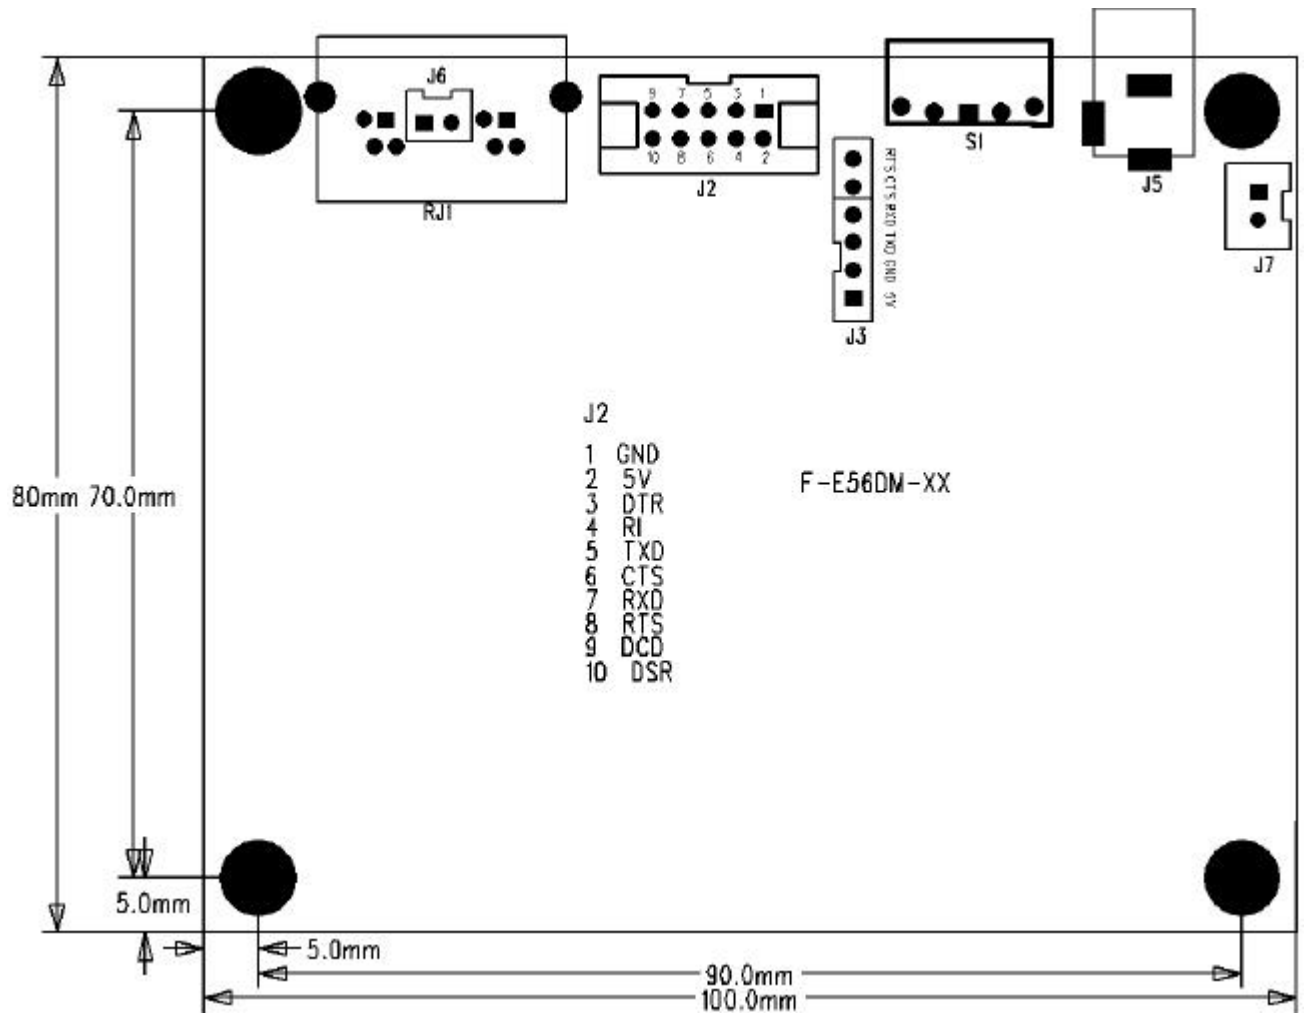 J6
9 7 5 3 1
10 8 6 4 2
J2
RJ1
S1
J5
J7
RTS CTS RXD TXD GND 5V
J3
J2
1 GND
2 5V
3 DTR
4 RI
5 TXD
6 CTS
7 RXD
8 RTS
9 DCD
10 DSR
F-E56DM-XX
80mm 70.0mm
5.0mm
5.0mm
90.0mm
100.0mm